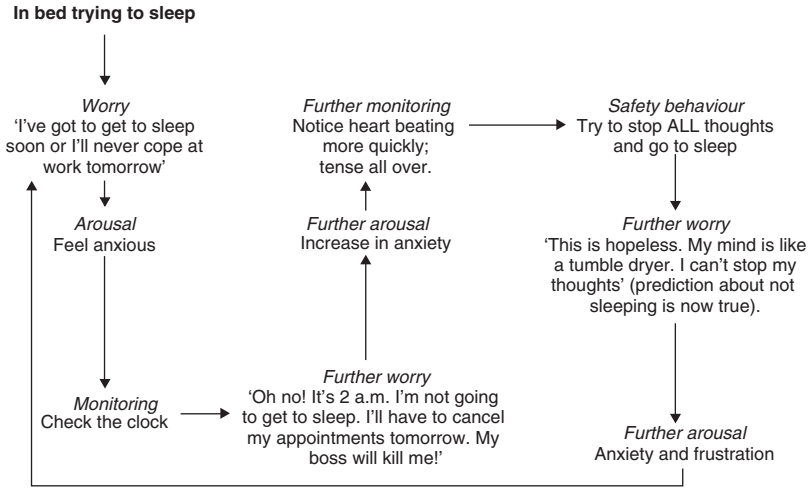 In bed trying to sleep
Worry
‘I’ve got to get to sleep
soon or I’ll never cope at
work tomorrow’
Arousal
Feel anxious
Monitoring
Check the clock
Further worry
‘Oh no! It’s 2 a.m. I’m not going
to get to sleep. I’ll have to cancel
my appointments tomorrow. My
boss will kill me!’
Further arousal
Increase in anxiety
Further monitoring
Notice heart beating
more quickly;
tense all over.
Safety behaviour
Try to stop ALL thoughts
and go to sleep
Further worry
‘This is hopeless. My mind is like
a tumble dryer. I can’t stop my
thoughts’ (prediction about not
sleeping is now true).
Further arousal
Anxiety and frustration